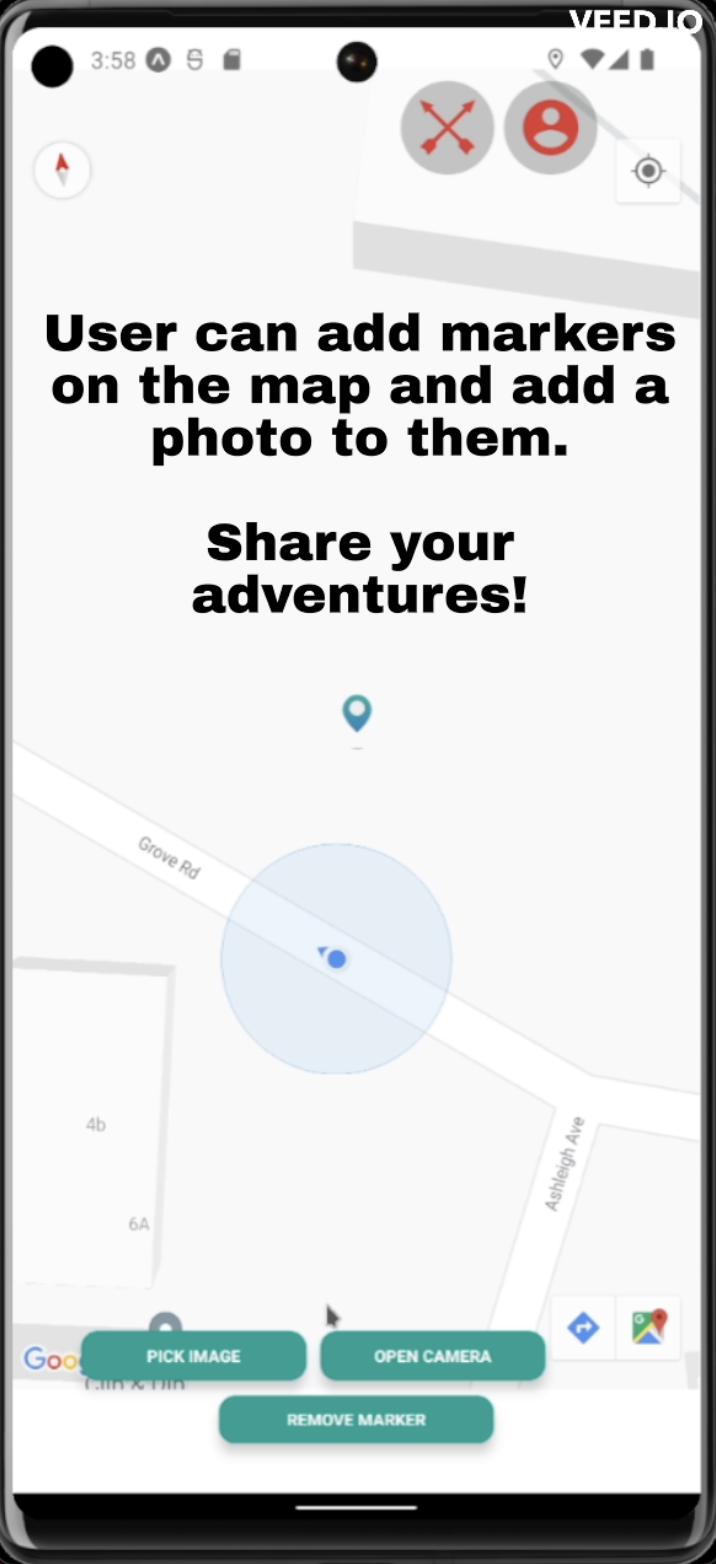 VEED.IO
3:58
User can add markers
on the map and add a
photo to them.
Share your
adventures!
Grove Rd
4b
Ashleigh Ave
6A
Goo
PICK IMAGE
OPEN CAMERA
REMOVE MARKER